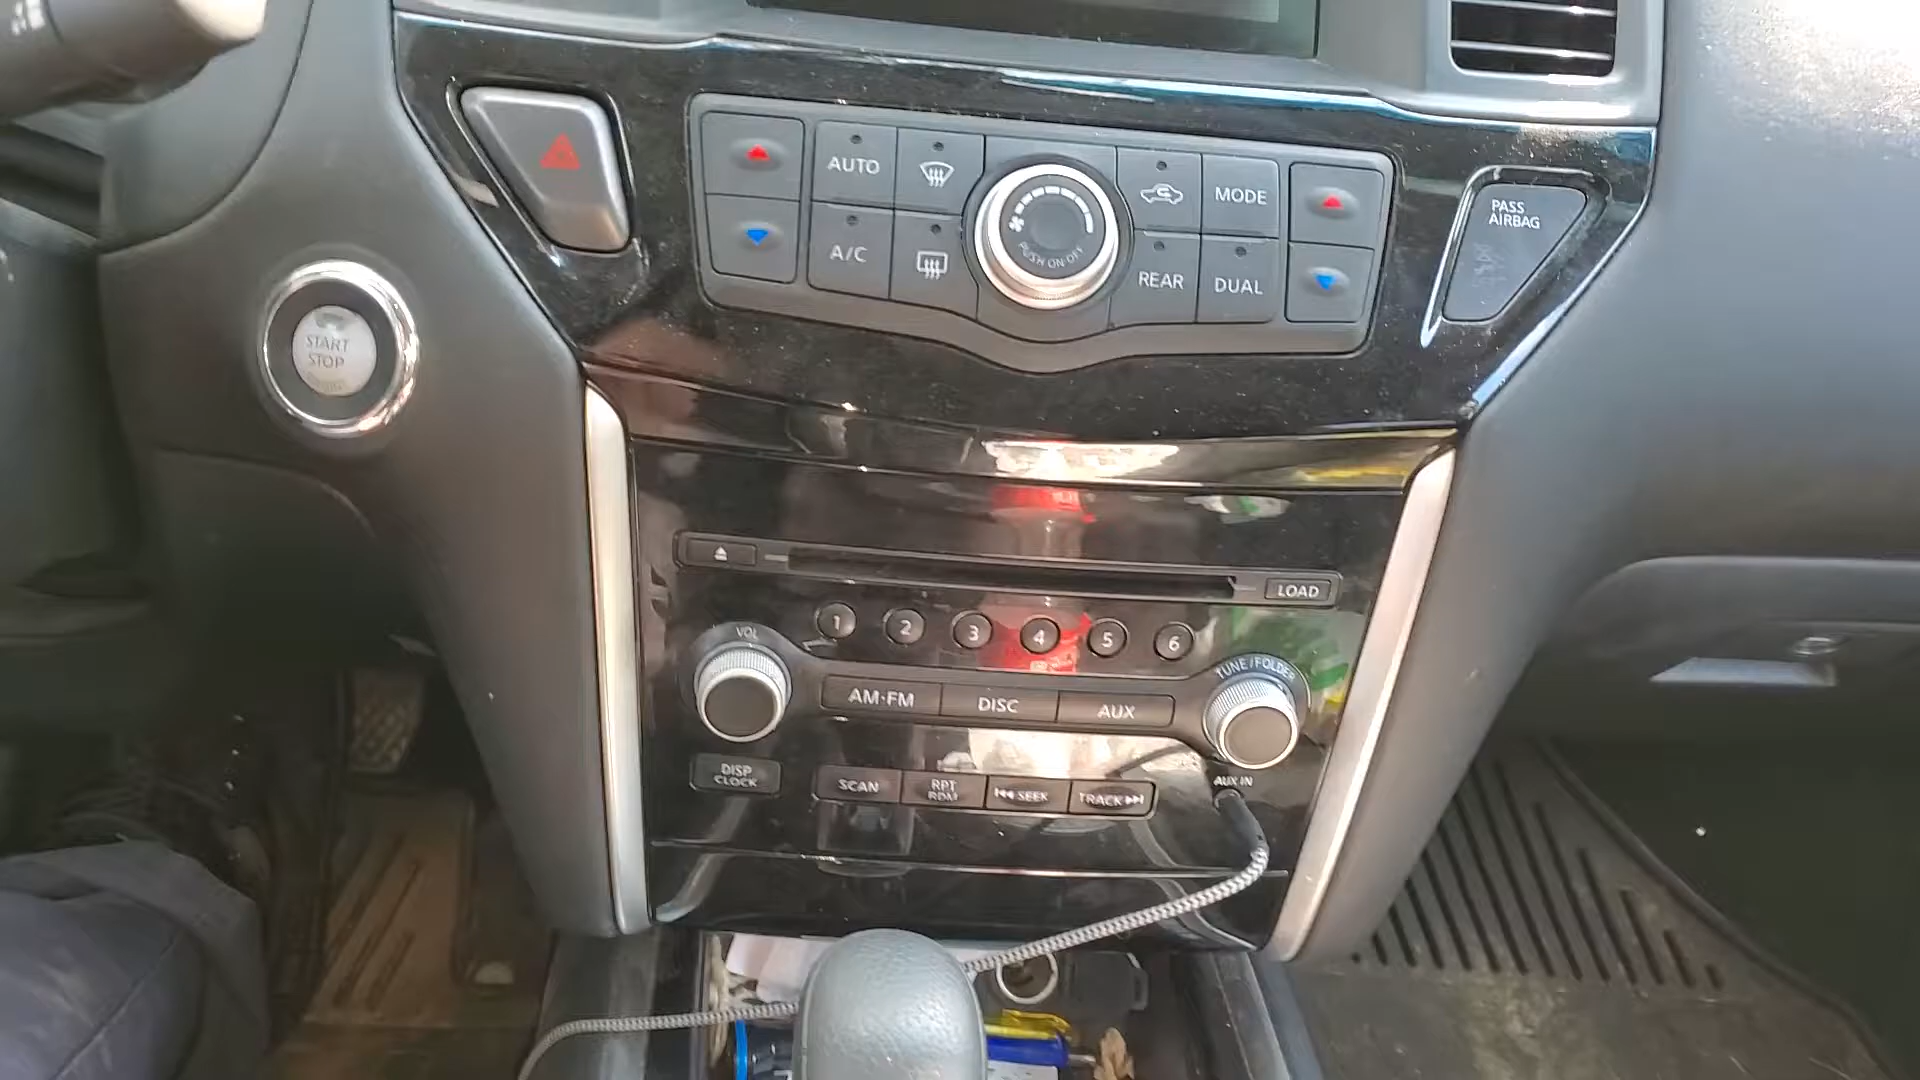 AUTO
MODE
PASS
AIRBAG
A/C
PUSH ON·OFF
REAR
DUAL
START
STOP
LOAD
1
2
3
4
5
6
VOL
TUNE/FOLDER
AM·FM
DISC
AUX
DISP
CLOCK
SCAN
RPT
RDM
SEEK
TRACK
AUX IN